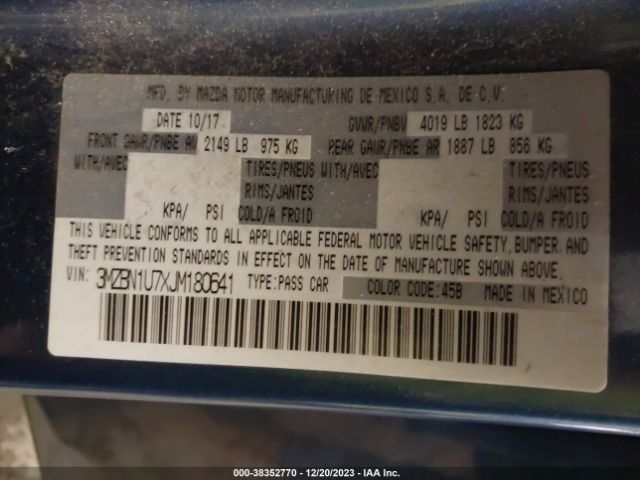 MFD. BY MAZDA MOTOR MANUFACTURING DE MEXICO S.A. DE C.V.
DATE 10/17 GVWR/PNBV 4019 LB 1823 KG
FRONT GAWR/PNBE AV 2149 LB 975 KG REAR GAWR/PNBE AR 1887 LB 856 KG
WITH/AVEC TIRES/PNEUS WITH/AVEC TIRES/PNEUS
RIMS/JANTES RIMS/JANTES
KPA/ PSI COLD/A FROID KPA/ PSI COLD/A FROID
THIS VEHICLE CONFORMS TO ALL APPLICABLE FEDERAL MOTOR VEHICLE SAFETY, BUMPER, AND
THEFT PREVENTION STANDARDS IN EFFECT ON THE DATE OF MANUFACTURE SHOWN ABOVE.
VIN: 3MZBN1U7XJM180641 TYPE:PASS CAR COLOR CODE:45B MADE IN MEXICO
000-38352770 - 12/20/2023 - IAAI.COM